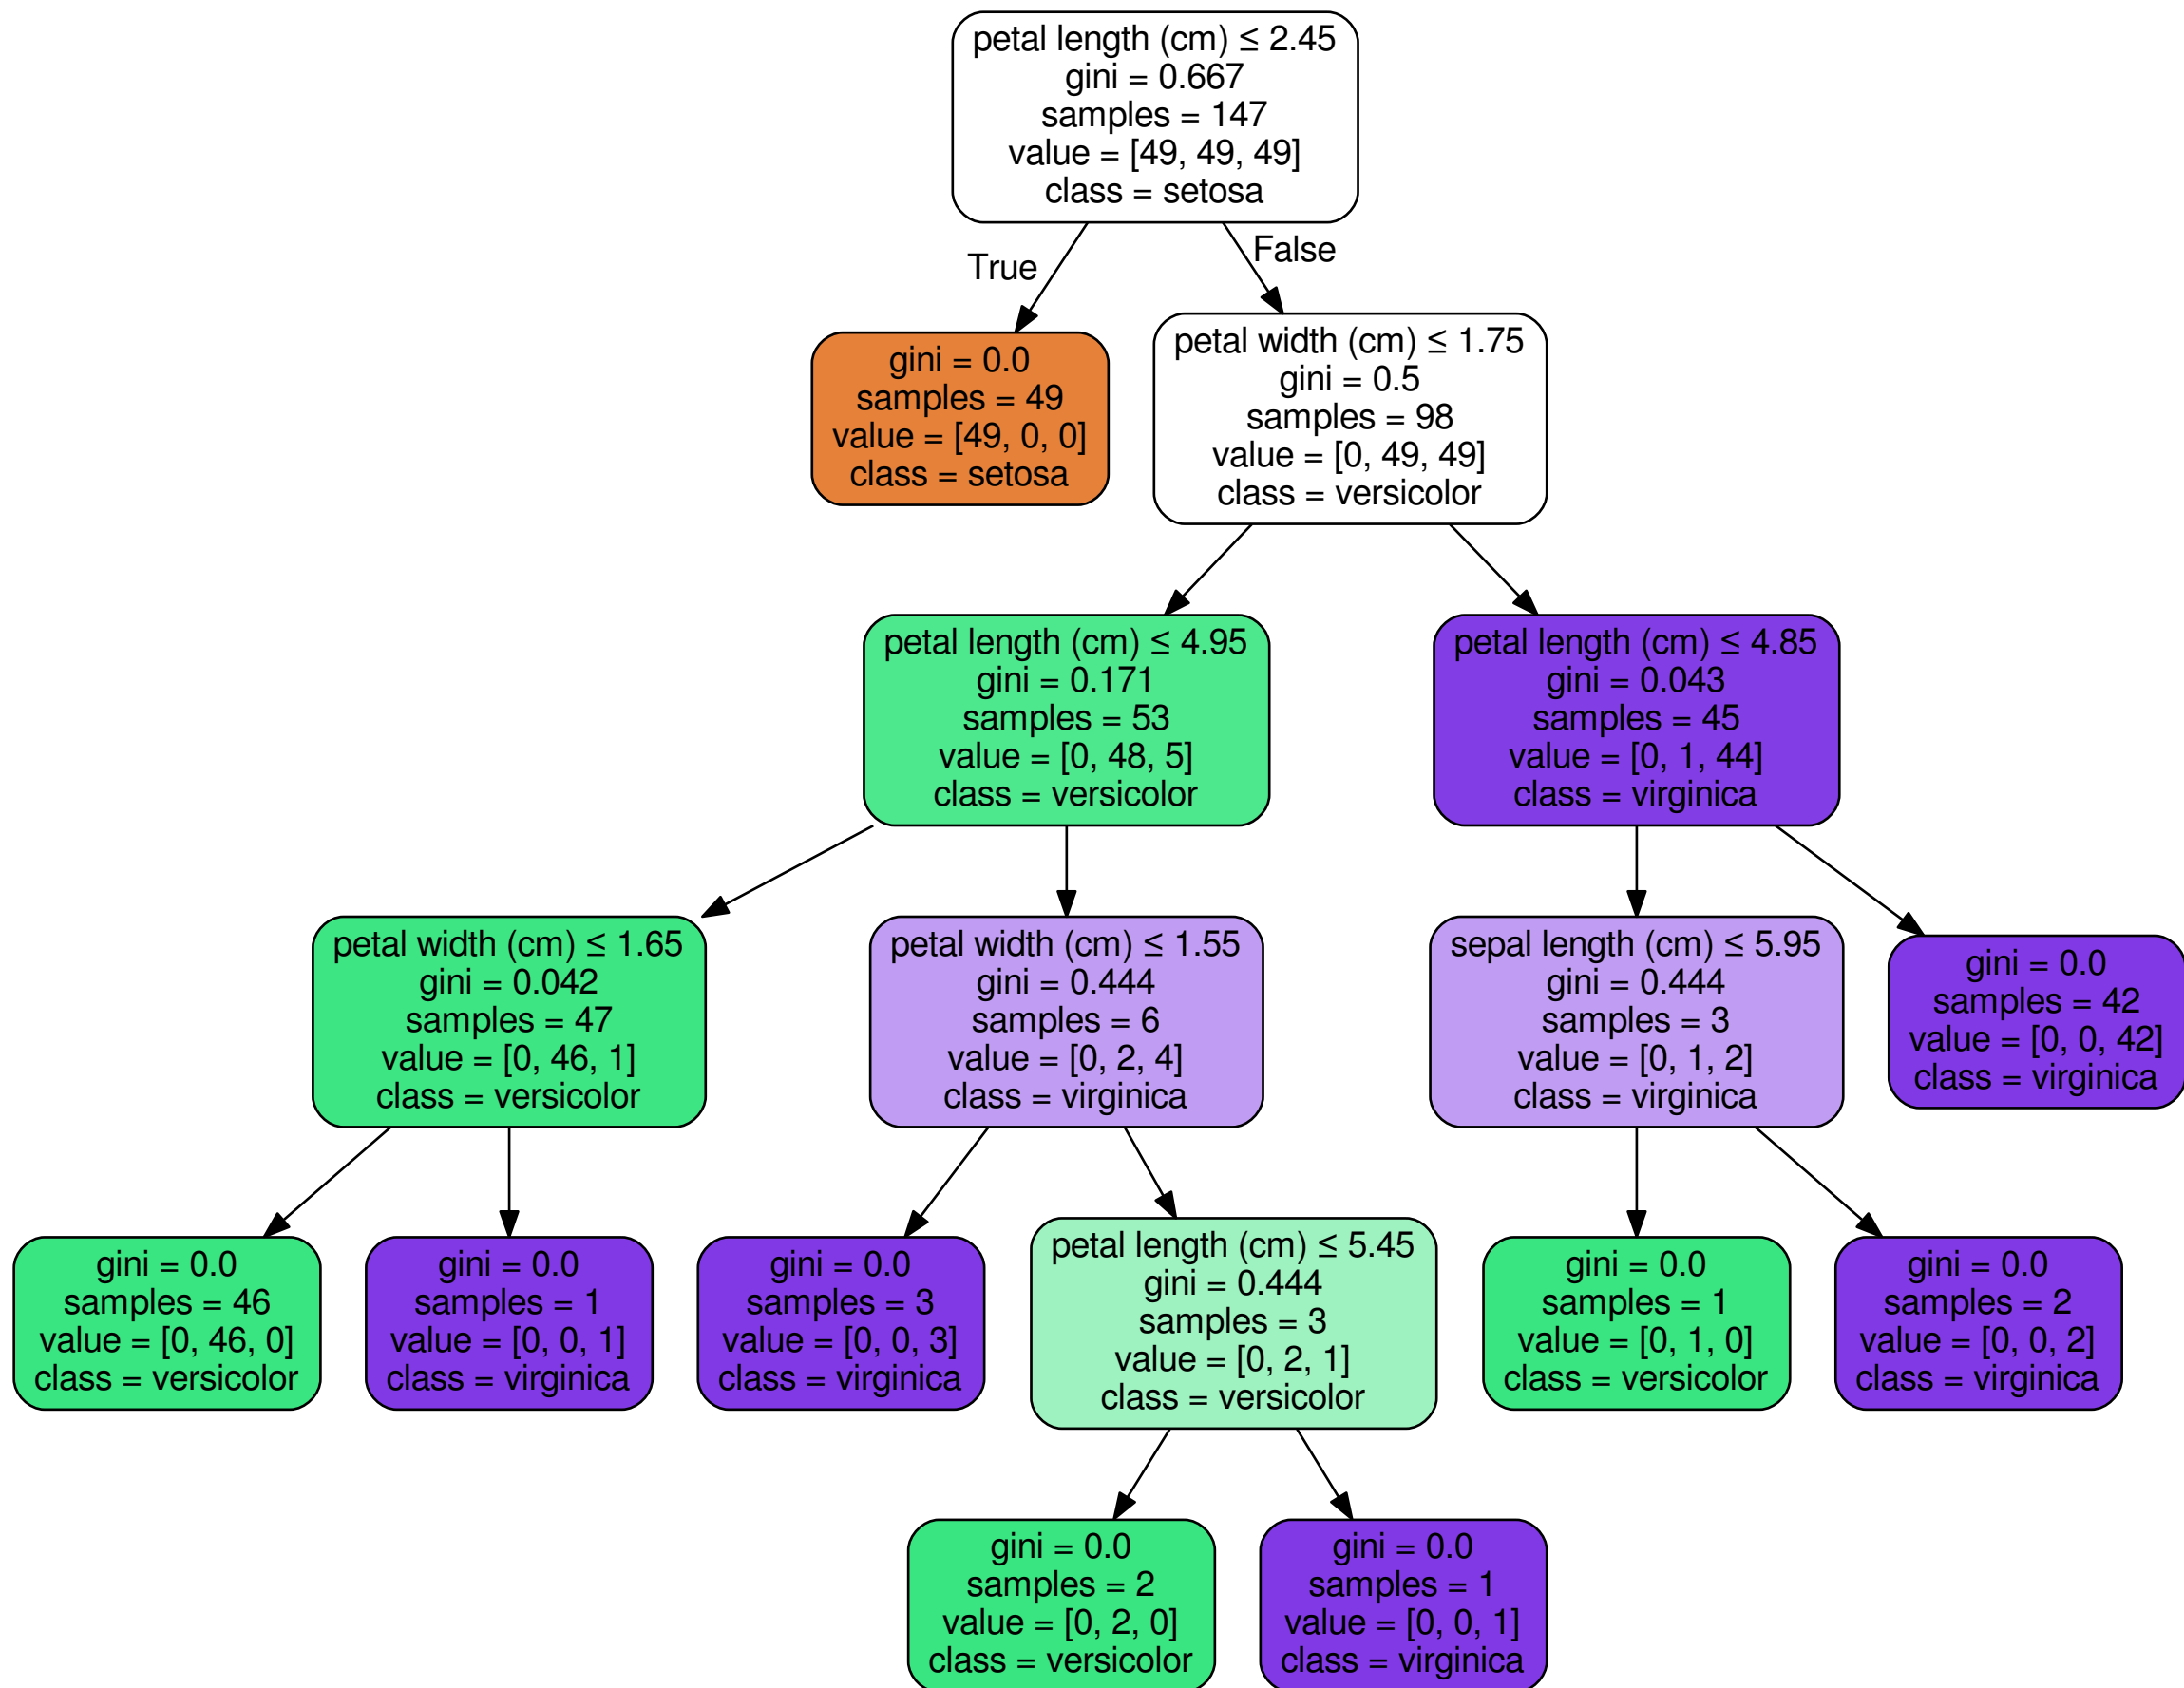 petal length (cm) ≤ 2.45
gini = 0.667
samples = 147
value = [49, 49, 49]
class = setosa
True
False
gini = 0.0
samples = 49
value = [49, 0, 0]
class = setosa
petal width (cm) ≤ 1.75
gini = 0.5
samples = 98
value = [0, 49, 49]
class = versicolor
petal length (cm) ≤ 4.95
gini = 0.171
samples = 53
value = [0, 48, 5]
class = versicolor
petal length (cm) ≤ 4.85
gini = 0.043
samples = 45
value = [0, 1, 44]
class = virginica
petal width (cm) ≤ 1.65
gini = 0.042
samples = 47
value = [0, 46, 1]
class = versicolor
petal width (cm) ≤ 1.55
gini = 0.444
samples = 6
value = [0, 2, 4]
class = virginica
sepal length (cm) ≤ 5.95
gini = 0.444
samples = 3
value = [0, 1, 2]
class = virginica
gini = 0.0
samples = 42
value = [0, 0, 42]
class = virginica
gini = 0.0
samples = 46
value = [0, 46, 0]
class = versicolor
gini = 0.0
samples = 1
value = [0, 0, 1]
class = virginica
gini = 0.0
samples = 3
value = [0, 0, 3]
class = virginica
petal length (cm) ≤ 5.45
gini = 0.444
samples = 3
value = [0, 2, 1]
class = versicolor
gini = 0.0
samples = 1
value = [0, 1, 0]
class = versicolor
gini = 0.0
samples = 2
value = [0, 0, 2]
class = virginica
gini = 0.0
samples = 2
value = [0, 2, 0]
class = versicolor
gini = 0.0
samples = 1
value = [0, 0, 1]
class = virginica